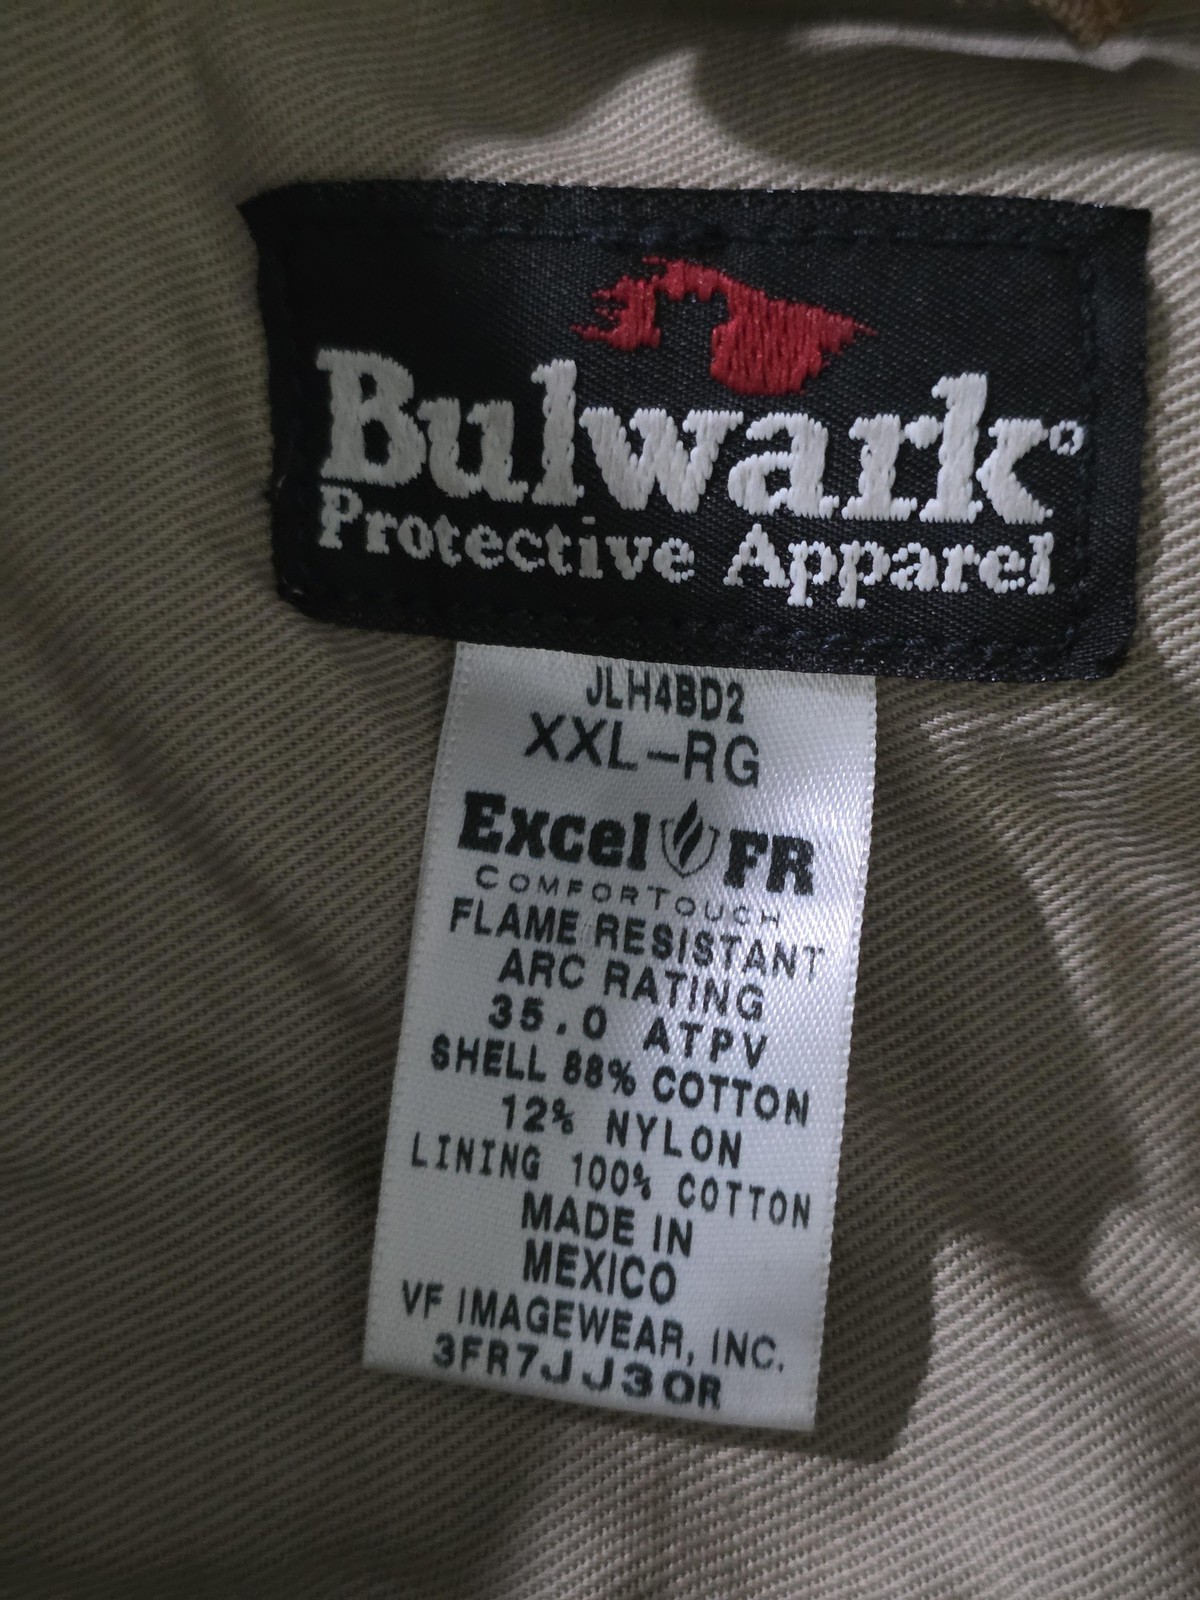 Bulwark®
Protective Apparel
JLH4BD2
XXL-RG
Excel FR
COMFORTOUCH
FLAME RESISTANT
ARC RATING
35.0 ATPV
SHELL 88% COTTON
12% NYLON
LINING 100% COTTON
MADE IN
MEXICO
VF IMAGEWEAR, INC.
3FR7JJ30R